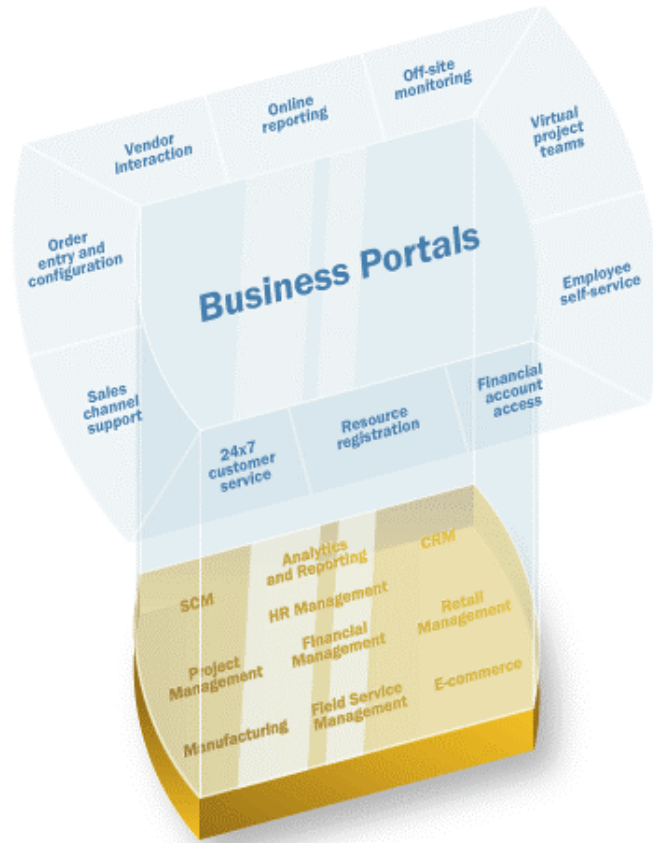 Off-site
monitoring
Online
reporting
Vendor
interaction
Virtual
project
teams
Order
entry and
configuration
Business Portals
Employee
self-service
Sales
channel
support
Financial
account
access
Resource
registration
24x7
customer
service
Analytics
and Reporting
CRM
SCM
HR Management
Retail
Management
Financial
Management
Project
Management
E-commerce
Field Service
Management
Manufacturing